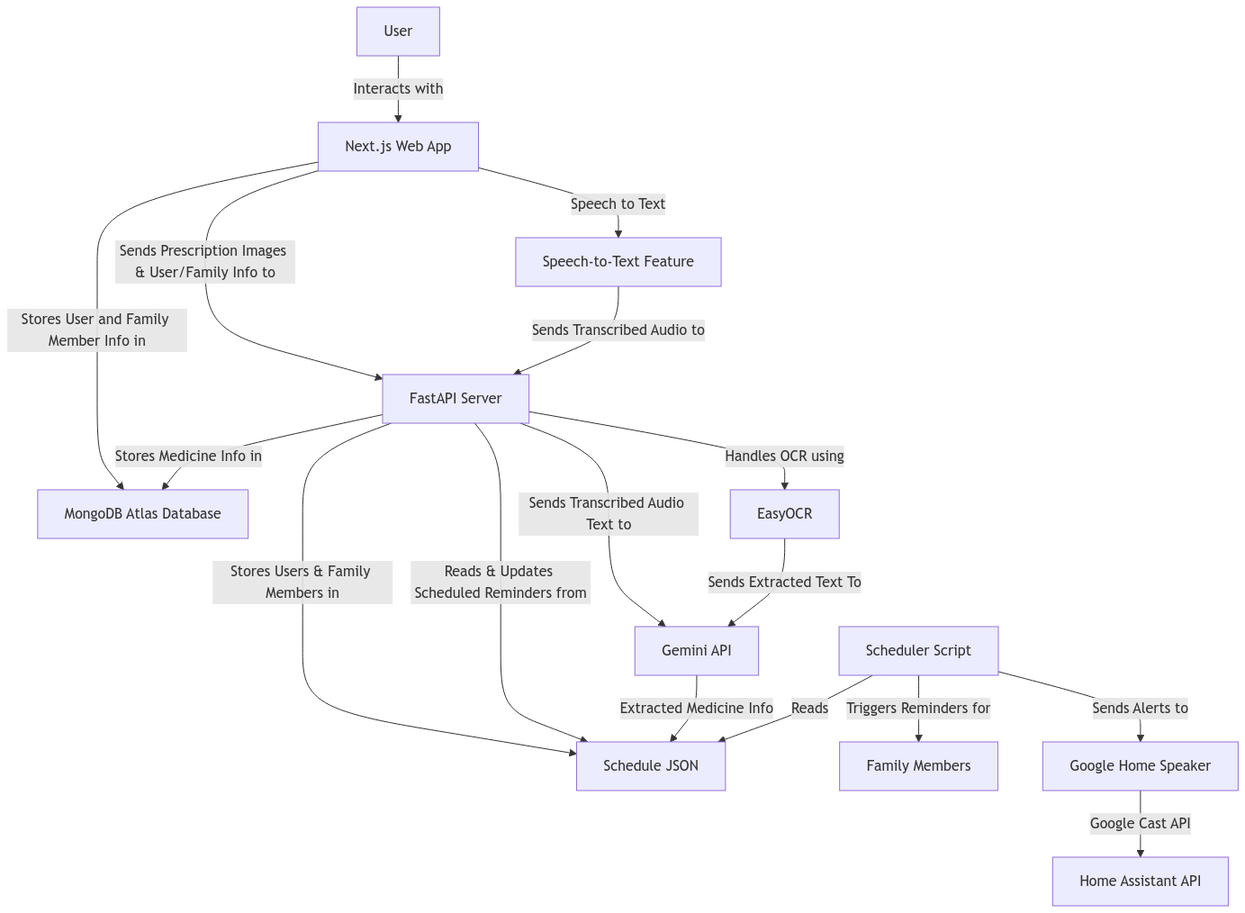 User
Interacts with
Next.js Web App
Speech to Text
Sends Prescription Images
& User/Family Info to
Speech-to-Text Feature
Stores User and Family
Member Info in
Sends Transcribed Audio to
FastAPI Server
Stores Medicine Info in
Handles OCR using
MongoDB Atlas Database
Sends Transcribed Audio
Text to
EasyOCR
Stores Users & Family
Members in
Reads & Updates
Scheduled Reminders from
Sends Extracted Text To
Gemini API
Scheduler Script
Extracted Medicine Info
Reads
Triggers Reminders for
Sends Alerts to
Schedule JSON
Family Members
Google Home Speaker
Google Cast API
Home Assistant API